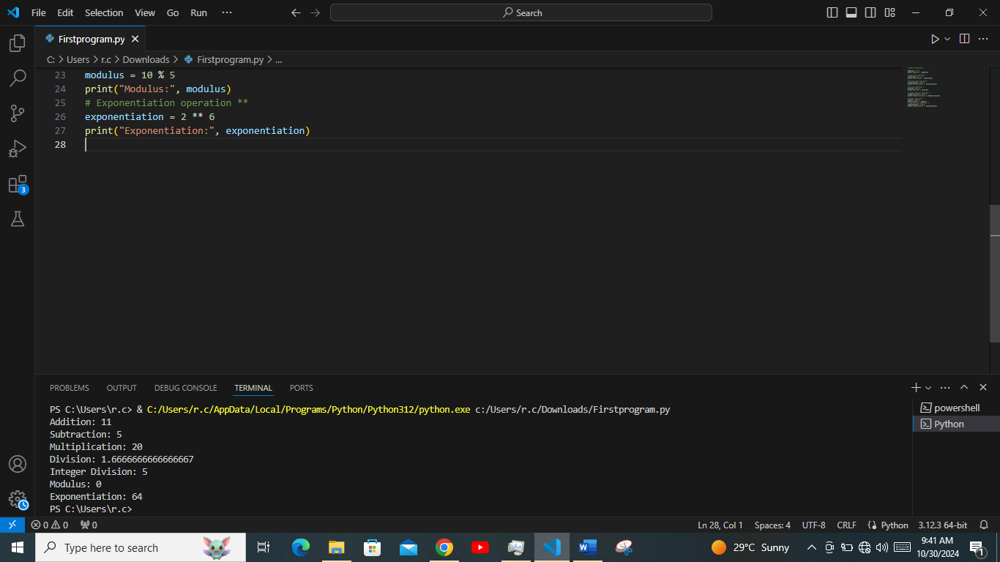 File Edit Selection View Go Run ···
Search
Firstprogram.py
C: > Users > r.c > Downloads > Firstprogram.py > ...
23 modulus = 10 % 5
24 print("Modulus:", modulus)
25 # Exponentiation operation **
26 exponentiation = 2 ** 6
27 print("Exponentiation:", exponentiation)
28
3
PROBLEMS OUTPUT DEBUG CONSOLE TERMINAL PORTS
PS C:\Users\r.c> & C:/Users/r.c/AppData/Local/Programs/Python/Python312/python.exe c:/Users/r.c/Downloads/Firstprogram.py
Addition: 11
Subtraction: 5
Multiplication: 20
Division: 1.6666666666666667
Integer Division: 5
Modulus: 0
Exponentiation: 64
PS C:\Users\r.c>
powershell
Python
0 0 0 Ln 28, Col 1 Spaces: 4 UTF-8 CRLF Python 3.12.3 64-bit
Type here to search
29°C Sunny
9:41 AM
10/30/2024
1